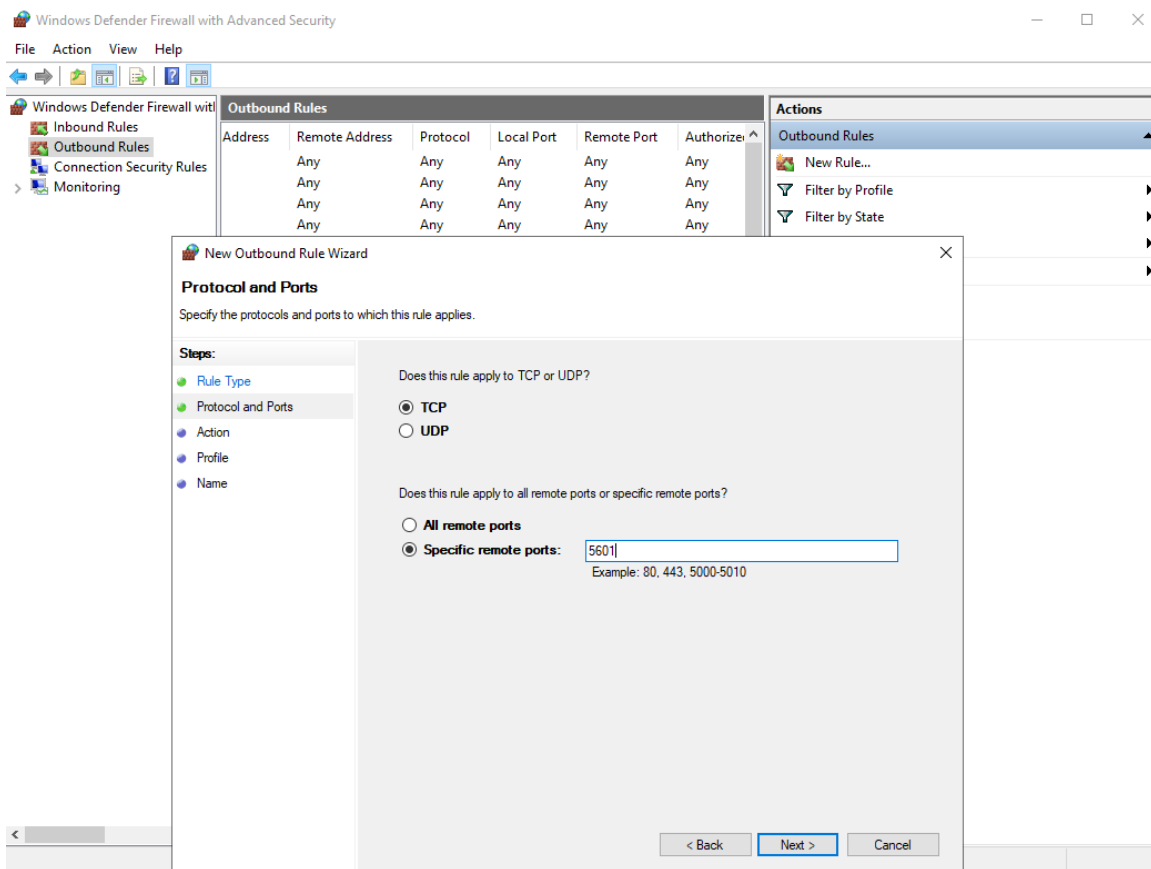 Windows Defender Firewall with Advanced Security
File Action View Help
Windows Defender Firewall witl
Inbound Rules
Outbound Rules
Connection Security Rules
Monitoring
Outbound Rules
Address Remote Address Protocol Local Port Remote Port Authorize
Any Any Any Any Any
Any Any Any Any Any
Any Any Any Any Any
Any Any Any Any Any
Actions
Outbound Rules
New Rule...
Filter by Profile
Filter by State
New Outbound Rule Wizard
Protocol and Ports
Specify the protocols and ports to which this rule applies.
Steps:
Rule Type
Protocol and Ports
Action
Profile
Name
Does this rule apply to TCP or UDP?
TCP
UDP
Does this rule apply to all remote ports or specific remote ports?
All remote ports
Specific remote ports: 5601
Example: 80, 443, 5000-5010
< Back Next > Cancel